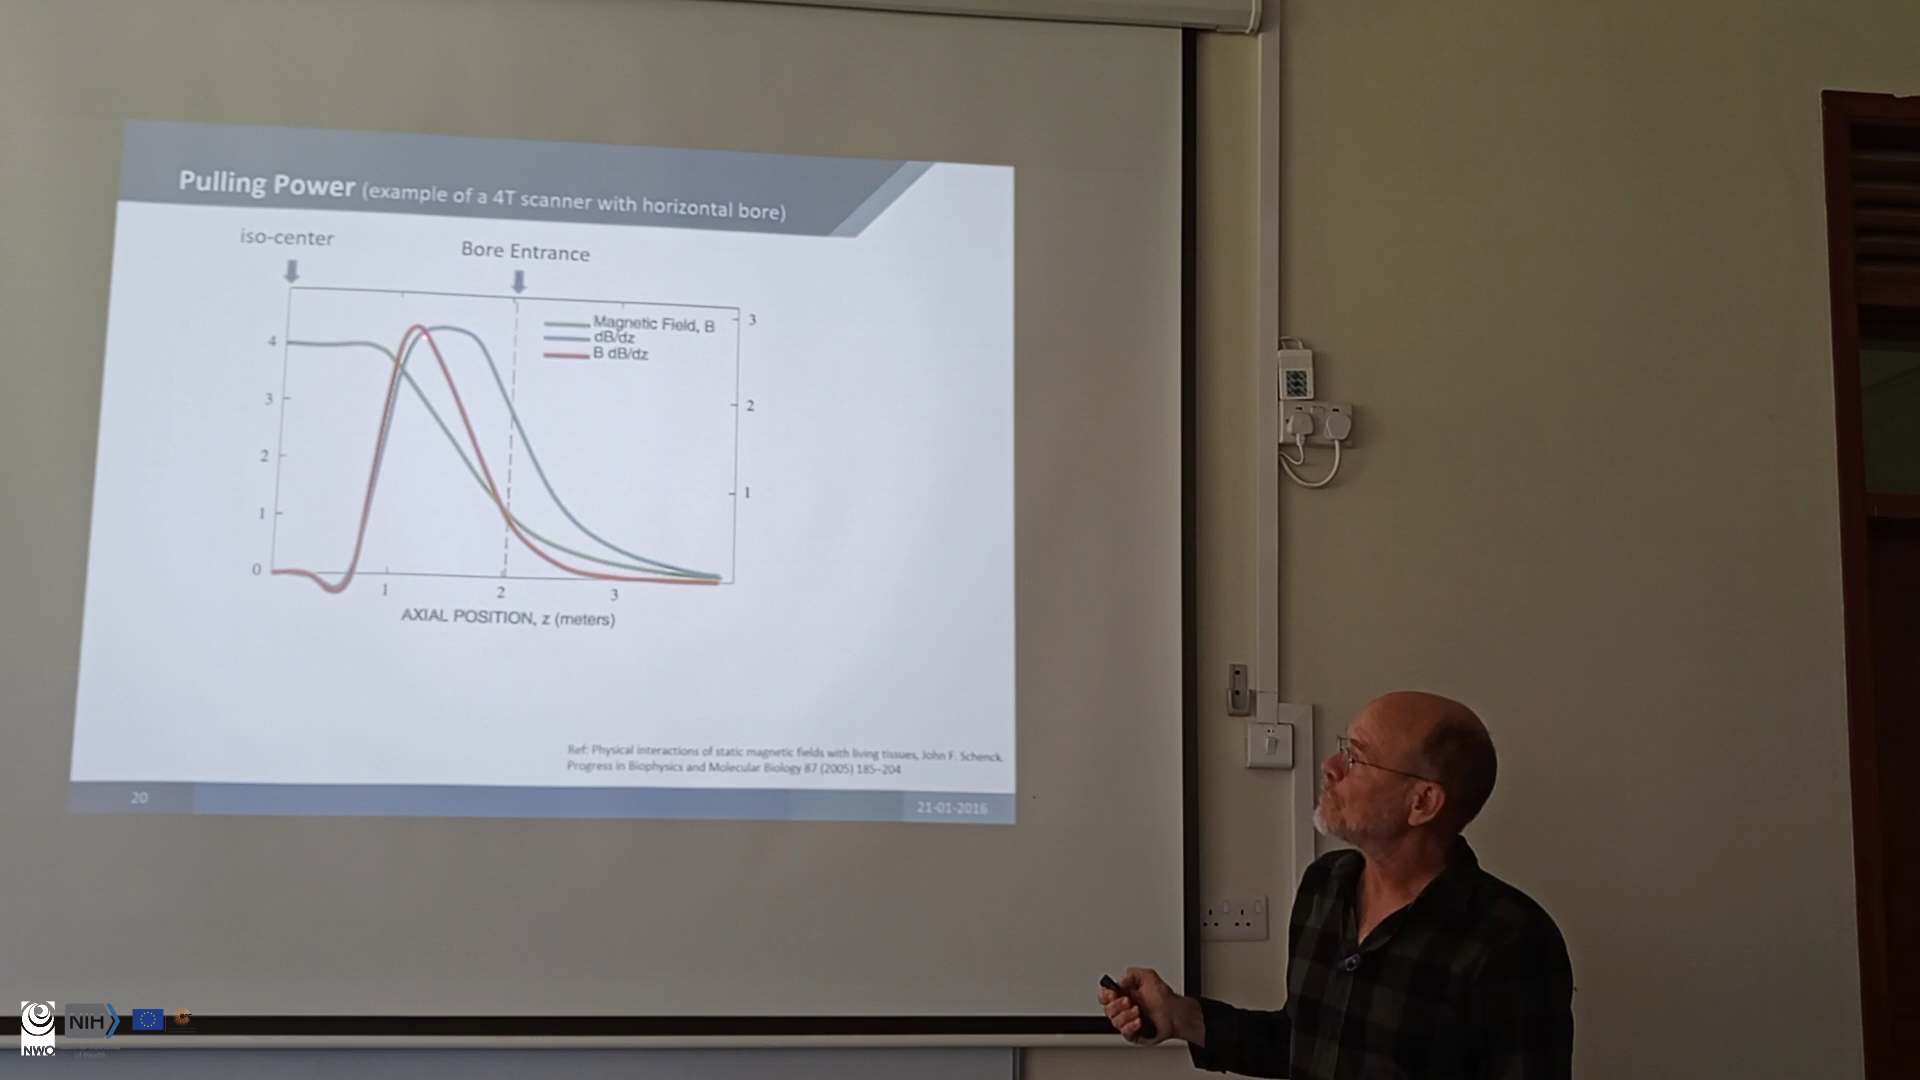 Pulling Power (example of a 4T scanner with horizontal bore)
iso-center
Bore Entrance
Magnetic Field, B
dB/dz
B dB/dz
4
3
2
1
0
3
2
1
1 2 3
AXIAL POSITION, z (meters)
Ref: Physical interactions of static magnetic fields with living tissues, John F. Schenck.
Progress in Biophysics and Molecular Biology 87 (2005) 185–204
20
21-01-2016
NIH
erc
NWO
of Health